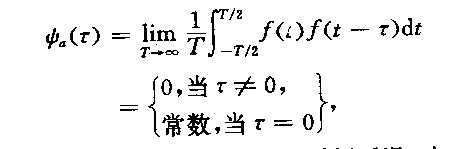 ψₐ(τ) = lim_{T→∞} 1/T ∫_{-T/2}^{T/2} f(t)f(t − τ)dt
= {0,当 τ ≠ 0,
常数,当 τ = 0},